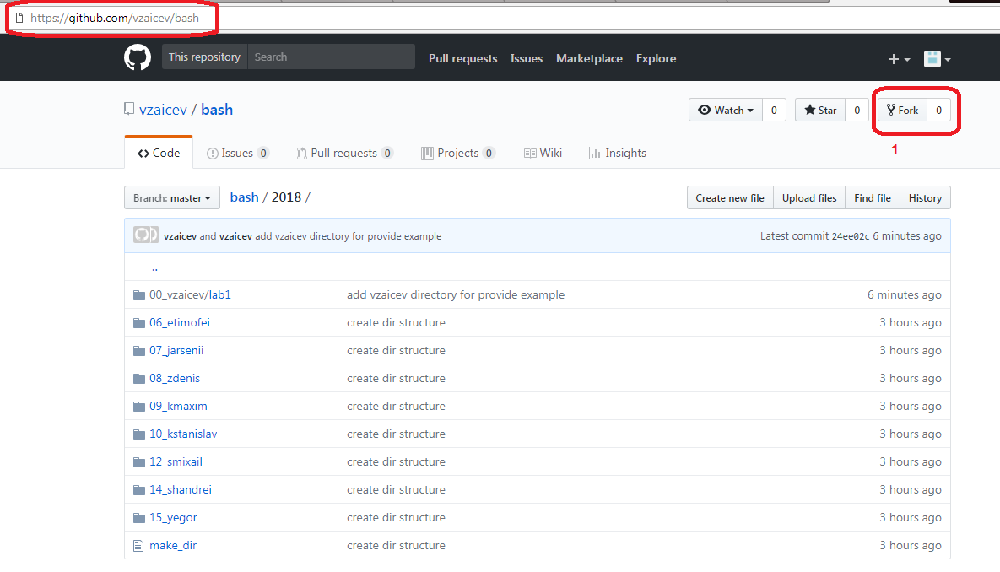 https://github.com/vzaicev/bash
This repository Search Pull requests Issues Marketplace Explore
vzaicev / bash Watch 0 Star 0 Fork 0
1
Code Issues 0 Pull requests 0 Projects 0 Wiki Insights
Branch: master bash / 2018 / Create new file Upload files Find file History
vzaicev and vzaicev add vzaicev directory for provide example Latest commit 24ee02c 6 minutes ago
..
00_vzaicev/lab1 add vzaicev directory for provide example 6 minutes ago
06_etimofei create dir structure 3 hours ago
07_jarsenii create dir structure 3 hours ago
08_zdenis create dir structure 3 hours ago
09_kmaxim create dir structure 3 hours ago
10_kstanislav create dir structure 3 hours ago
12_smixail create dir structure 3 hours ago
14_shandrei create dir structure 3 hours ago
15_yegor create dir structure 3 hours ago
make_dir create dir structure 3 hours ago